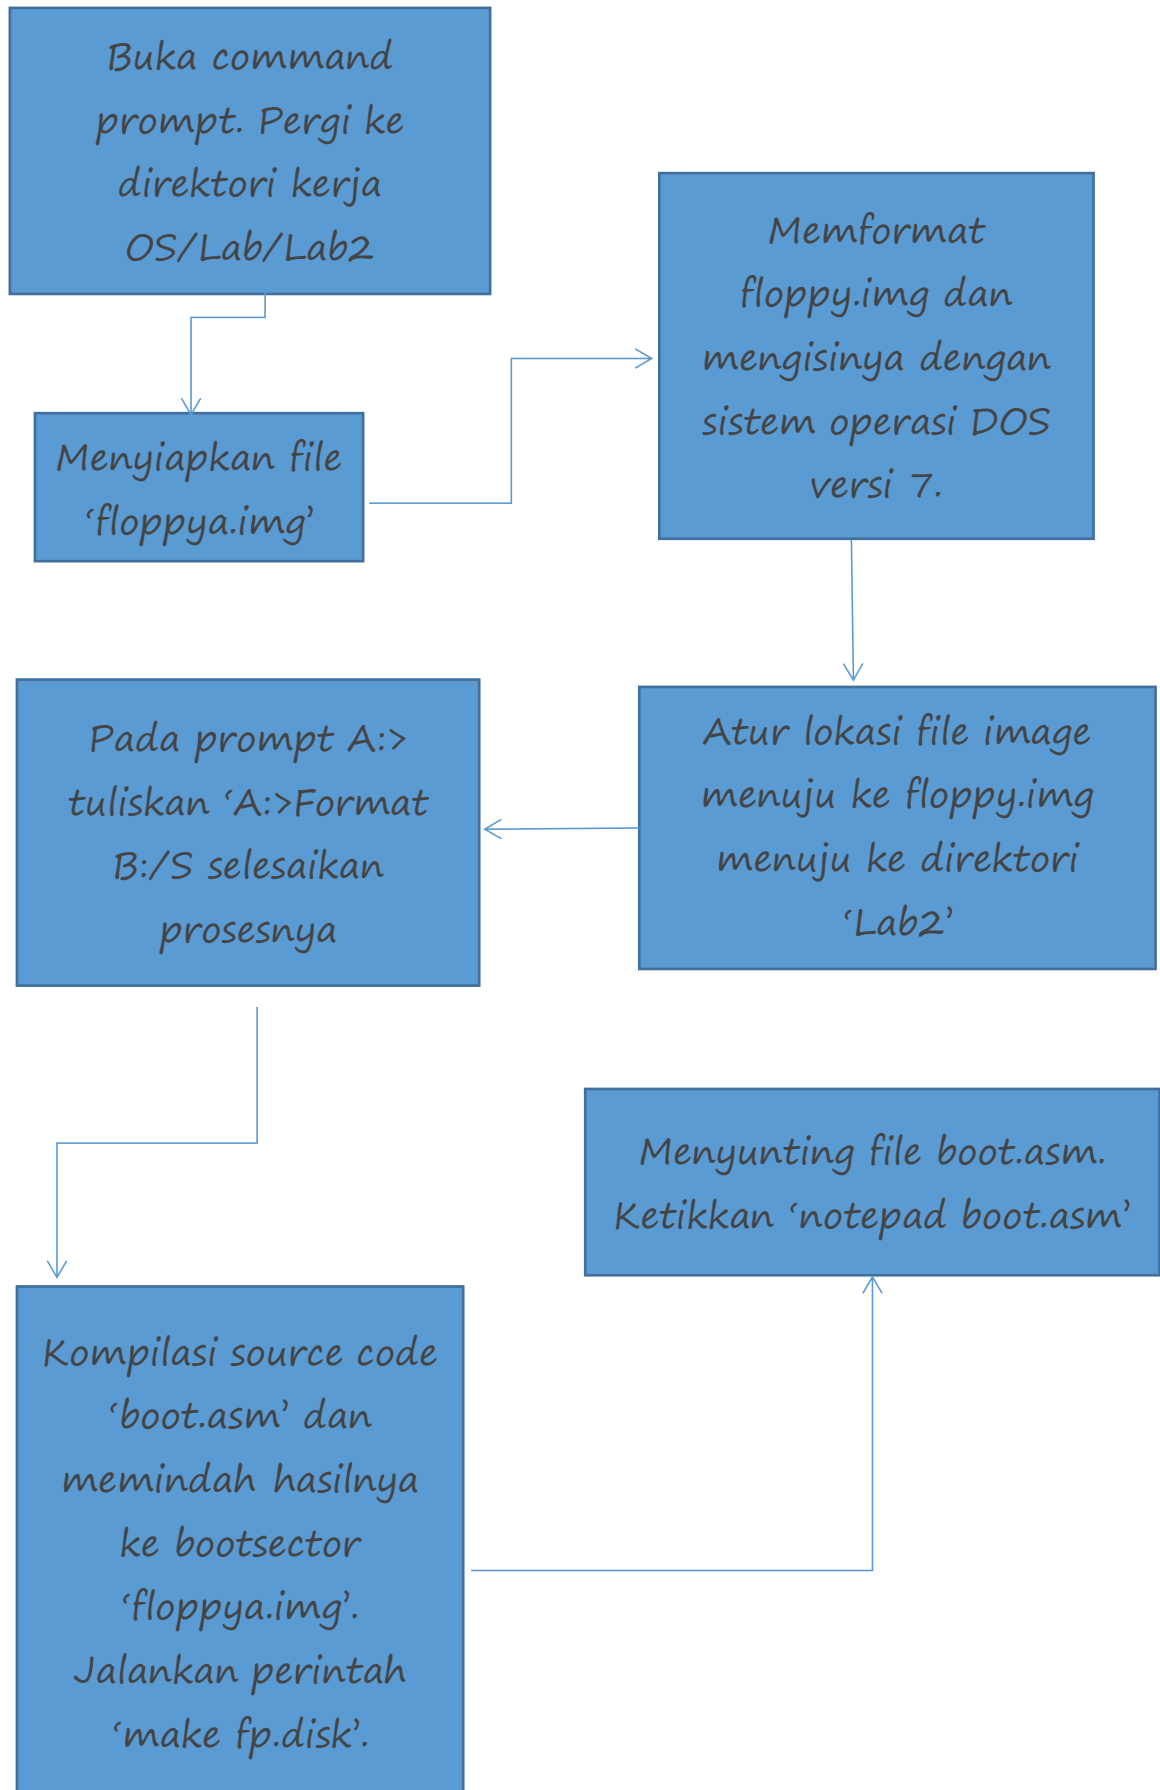 Buka command
prompt. Pergi ke
direktori kerja
OS/Lab/Lab2
Menyiapkan file
‘floppya.img’
Memformat
floppy.img dan
mengisinya dengan
sistem operasi DOS
versi 7.
Atur lokasi file image
menuju ke floppy.img
menuju ke direktori
‘Lab2’
Pada prompt A:>
tuliskan ‘A:>Format
B:/S selesaikan
prosesnya
Kompilasi source code
‘boot.asm’ dan
memindah hasilnya
ke bootsector
‘floppya.img’.
Jalankan perintah
‘make fp.disk’.
Menyunting file boot.asm.
Ketikkan ‘notepad boot.asm’